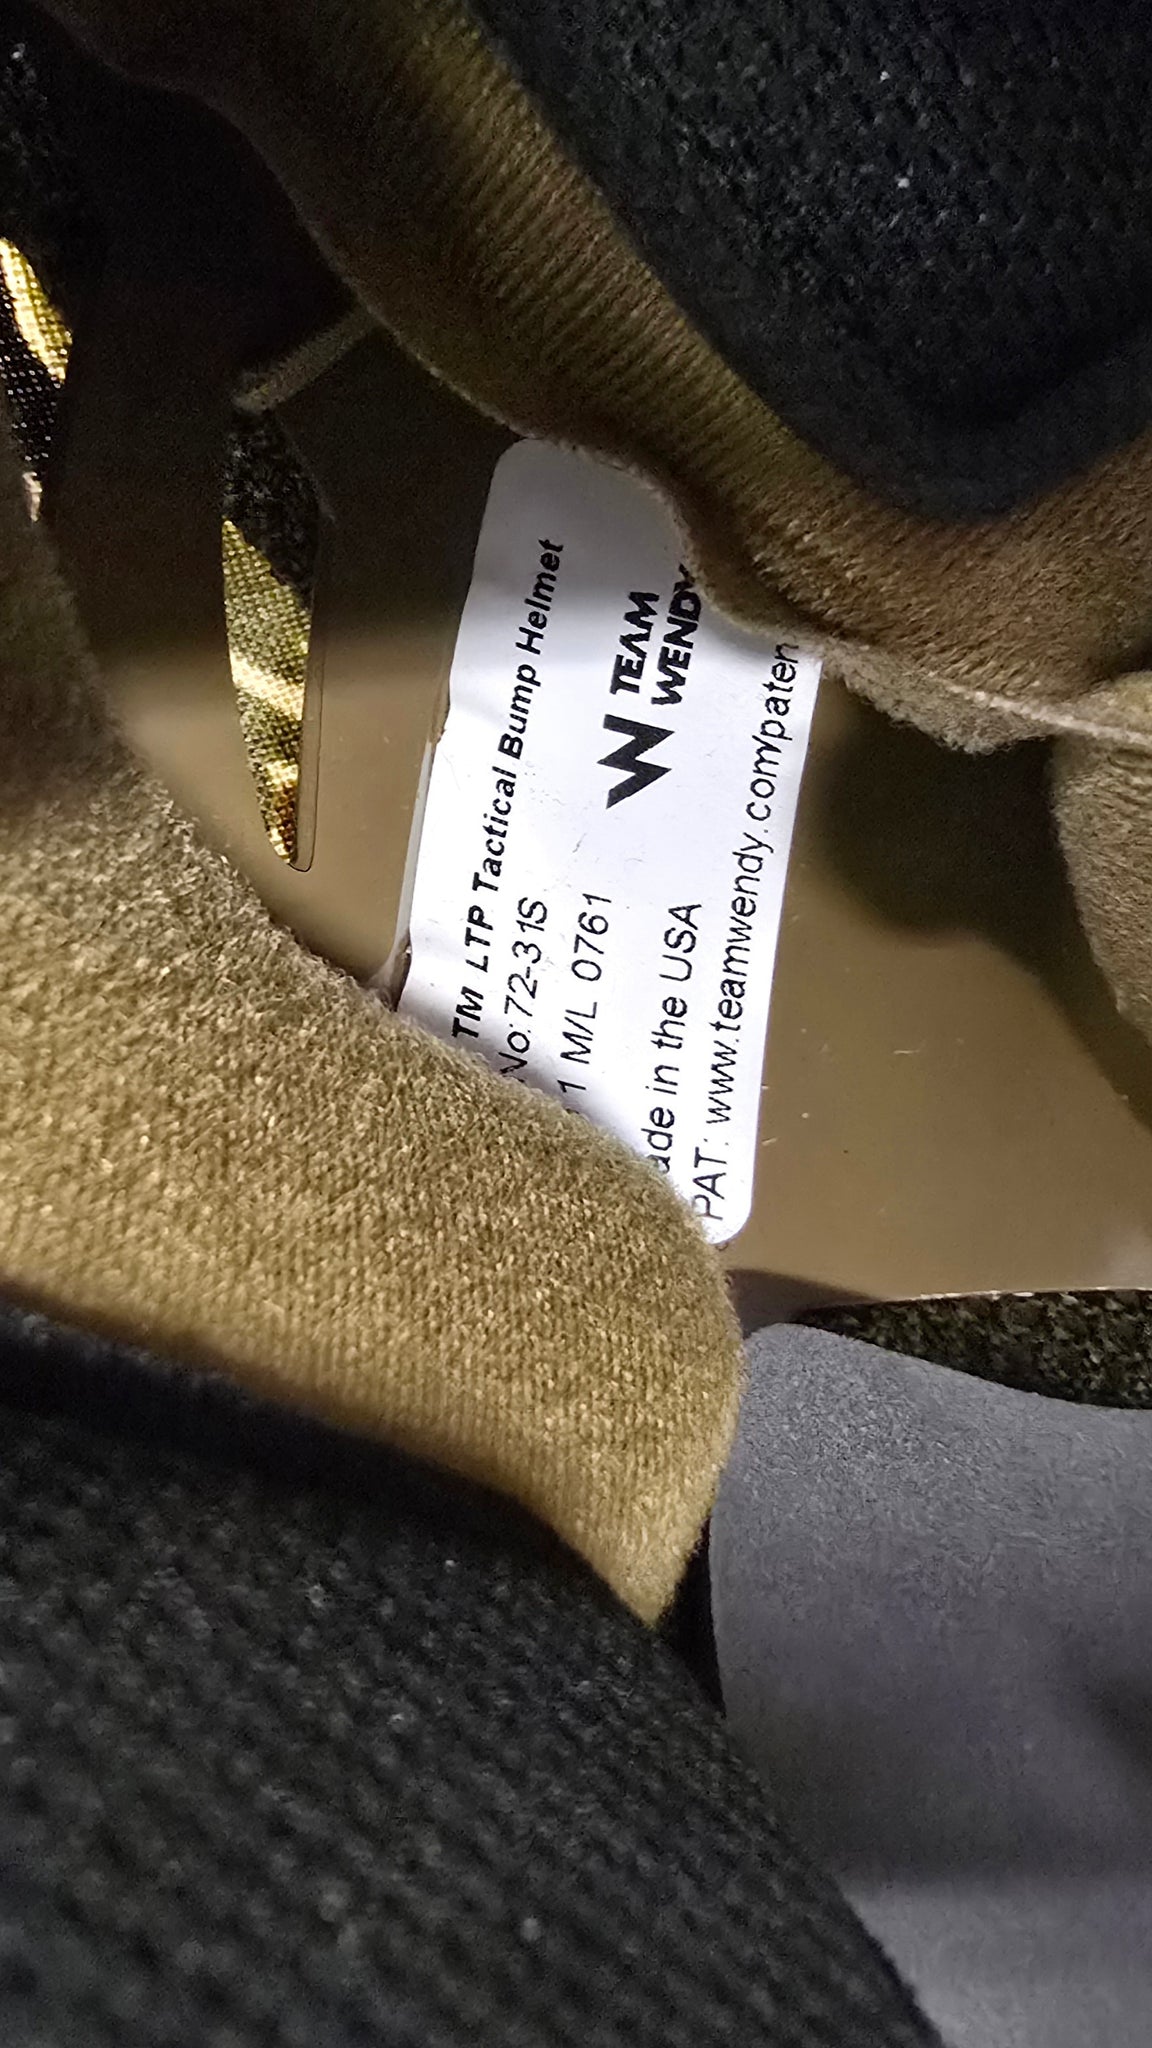 TM LTP Tactical Bump Helmet
No:72-31S
1 M/L 0761
TEAM
WENDY
ade in the USA
PAT: www.teamwendy.com/paten